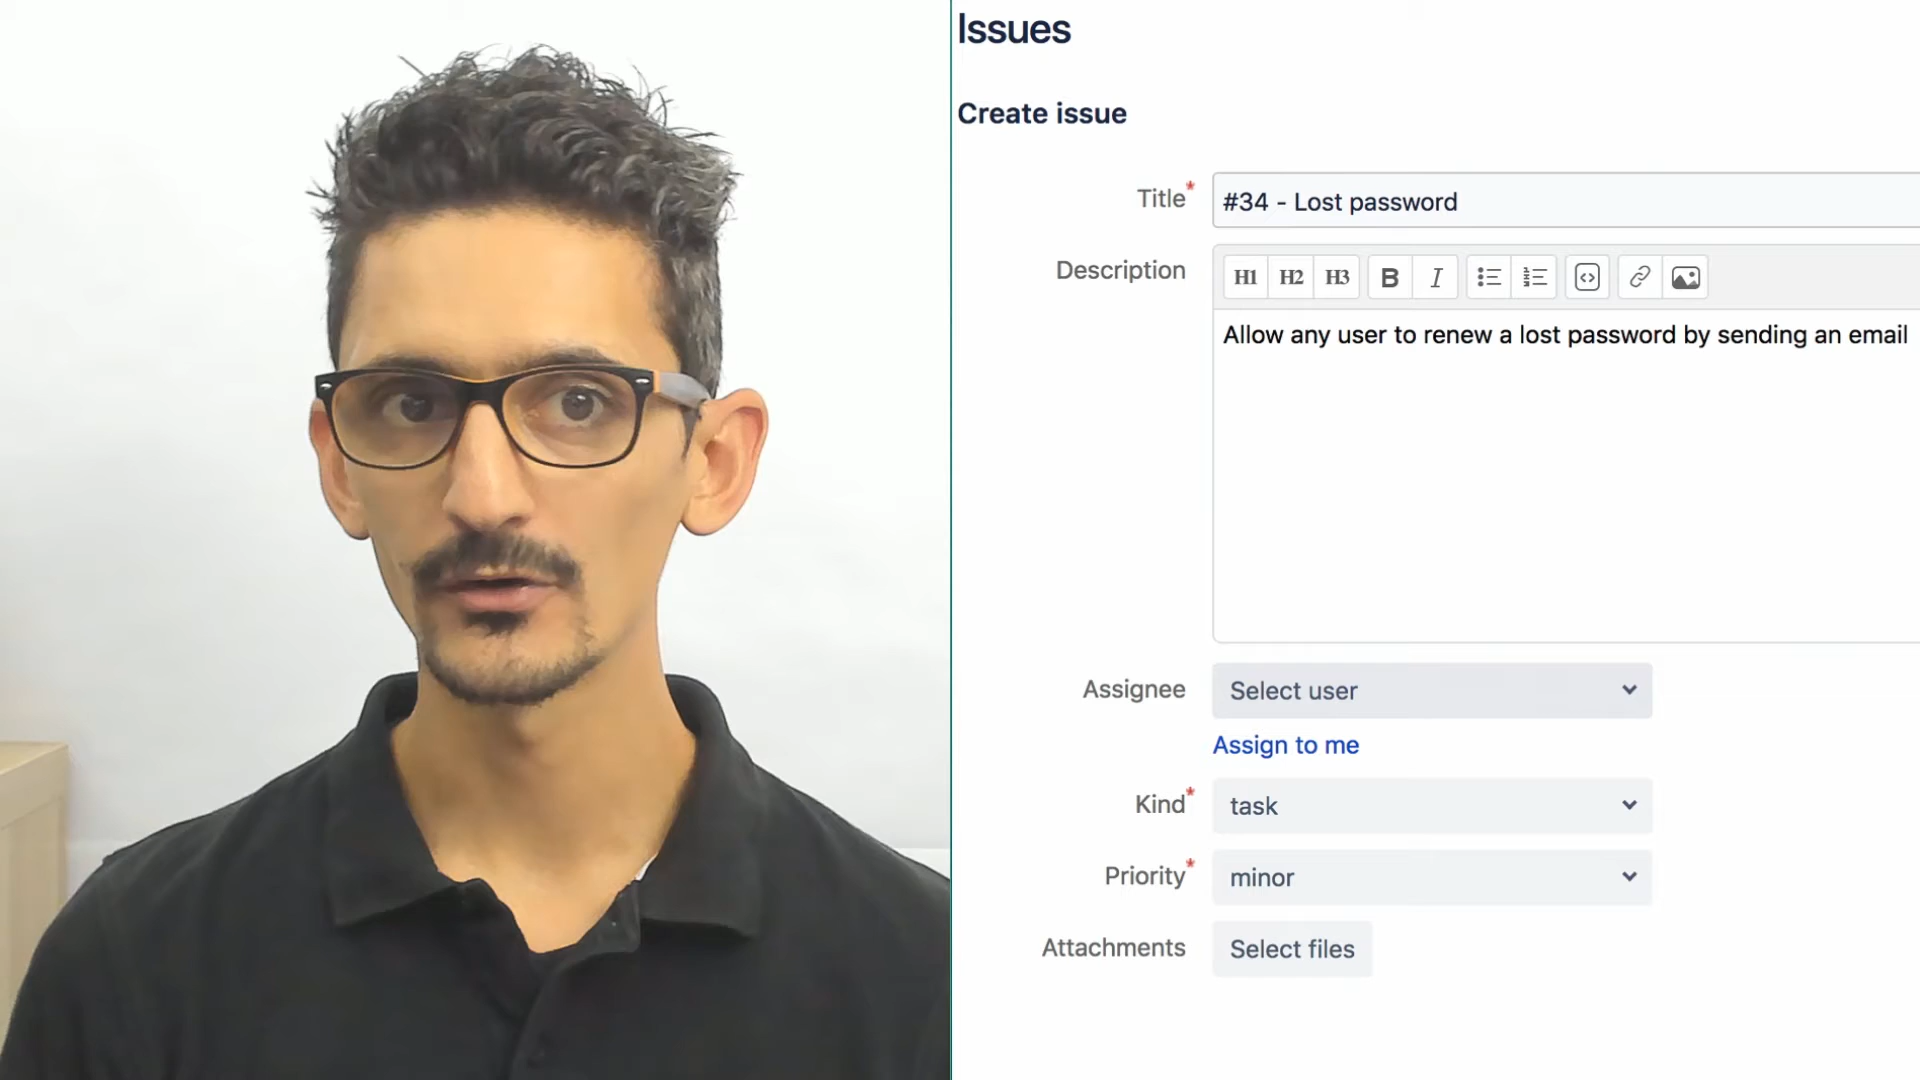 Issues
Create issue
Title*
#34 - Lost password
Description
H1 H2 H3 B I
Allow any user to renew a lost password by sending an email
Assignee
Select user
Assign to me
Kind*
task
Priority*
minor
Attachments
Select files